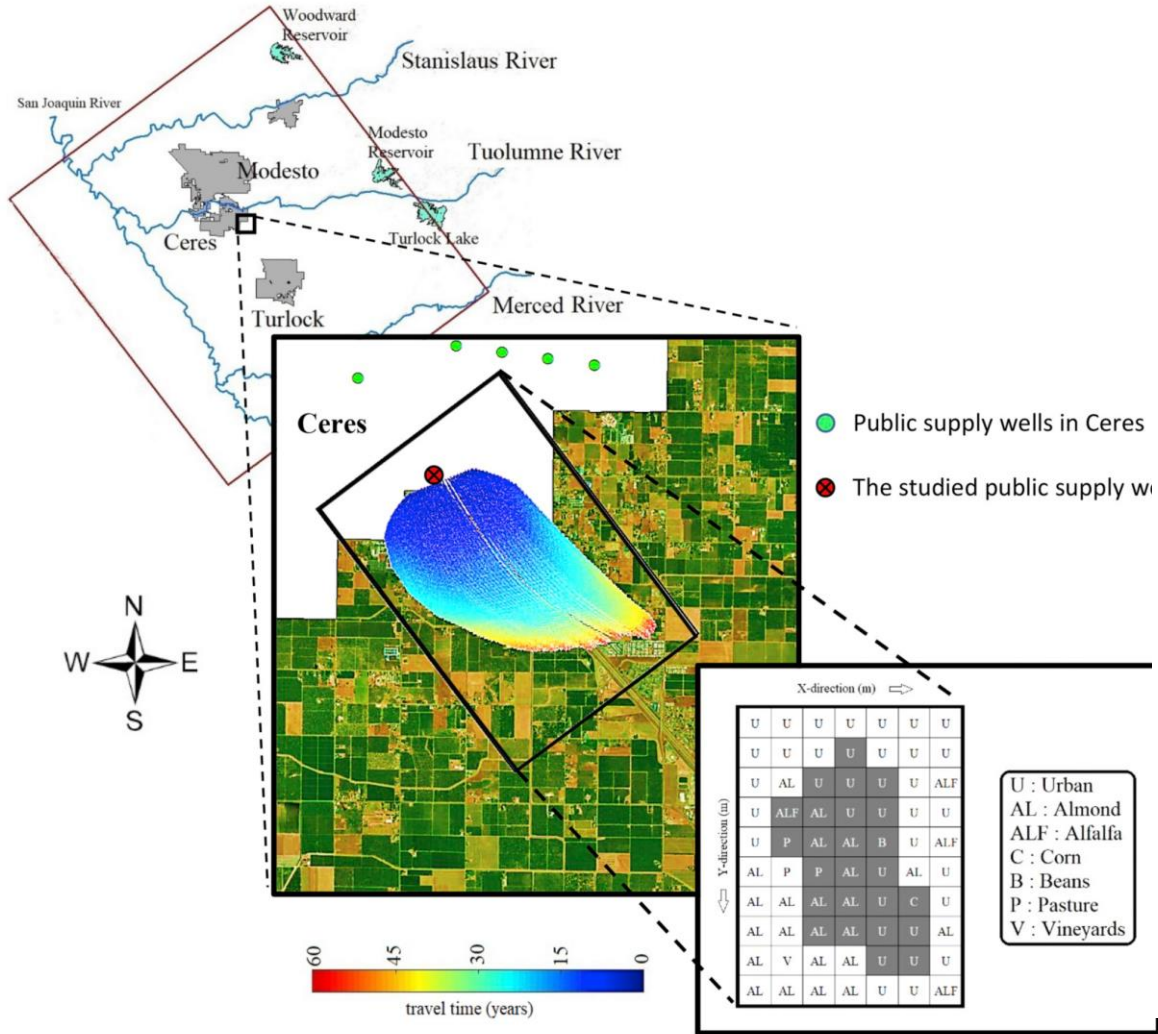 Woodward
Reservoir
Stanislaus River
San Joaquin River
Modesto
Reservoir
Tuolumne River
Modesto
Ceres
Turlock Lake
Merced River
Turlock
Ceres
Public supply wells in Ceres
The studied public supply we
N
W E
S
X-direction (m)
Y-direction (m)
U U U U U U U
U U U U U U U
U AL U U U U ALF
U ALF AL U U U U
U P AL AL B U ALF
AL P P AL U AL U
AL AL AL AL U C U
AL AL AL AL U U AL
AL V AL AL U U U
AL AL AL AL U U ALF
U : Urban
AL : Almond
ALF : Alfalfa
C : Corn
B : Beans
P : Pasture
V : Vineyards
60 45 30 15 0
travel time (years)